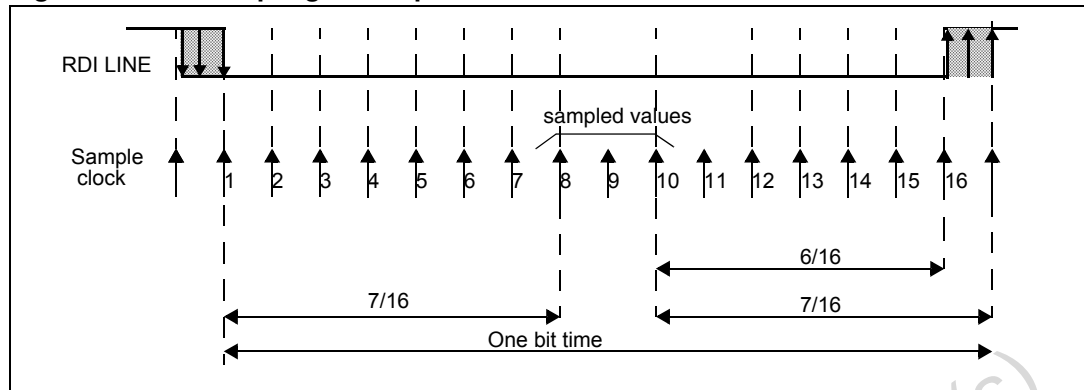 RDI LINE
sampled values
Sample
clock
1 2 3 4 5 6 7 8 9 10 11 12 13 14 15 16
6/16
7/16
7/16
One bit time